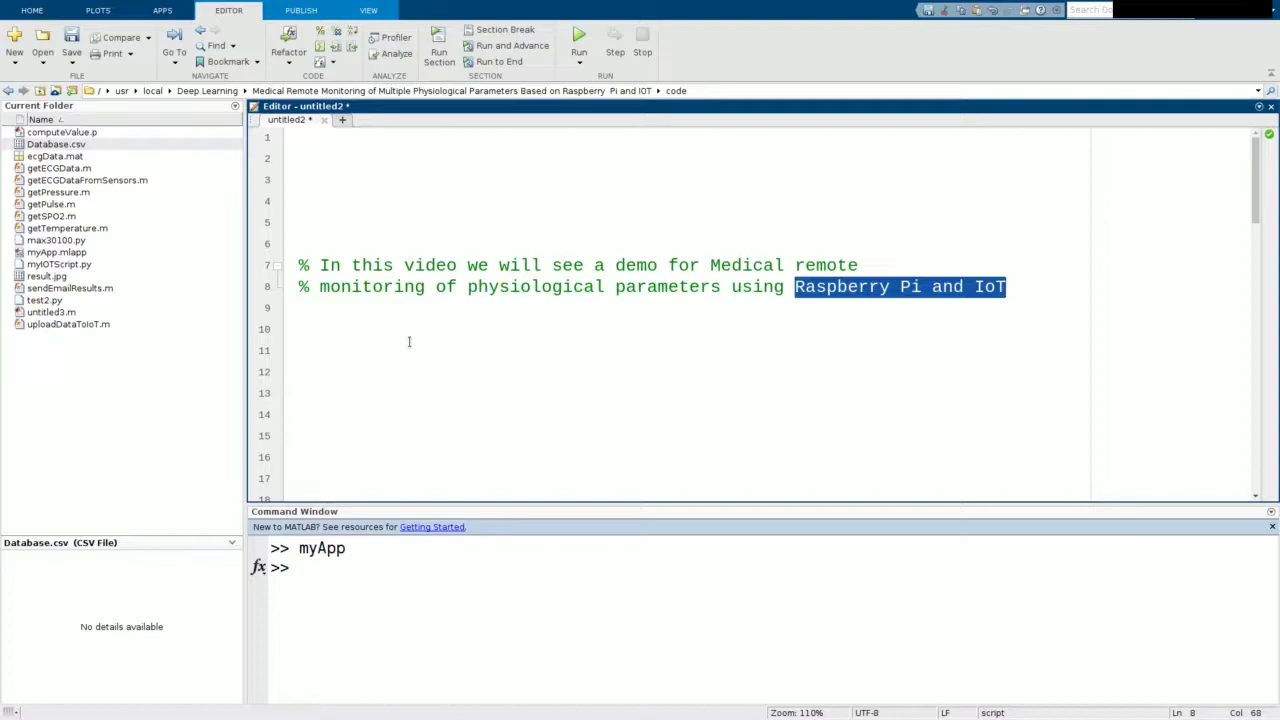 HOME PLOTS APPS EDITOR PUBLISH VIEW Search Do
New Open Save Compare Print
Go To Find Bookmark
Refactor
Profiler Analyze
Run Section Section Break Run and Advance Run to End
Run Step Stop
FILE NAVIGATE CODE ANALYZE SECTION RUN
/ usr local Deep Learning Medical Remote Monitoring of Multiple Physiological Parameters Based on Raspberry Pi and IOT code
Current Folder
Name
computeValue.p
Database.csv
ecgData.mat
getECGData.m
getECGDataFromSensors.m
getPressure.m
getPulse.m
getSPO2.m
getTemperature.m
max30100.py
myApp.mlapp
myIOTScript.py
result.jpg
sendEmailResults.m
test2.py
untitled3.m
uploadDataToIoT.m
Database.csv (CSV File)
No details available
Editor - untitled2 *
untitled2 *
1
2
3
4
5
6
7 % In this video we will see a demo for Medical remote
8 % monitoring of physiological parameters using Raspberry Pi and IoT
9
10
11
12
13
14
15
16
17
18
Command Window
New to MATLAB? See resources for Getting Started.
>> myApp
fx >>
Zoom: 110% UTF-8 LF script Ln 8 Col 68